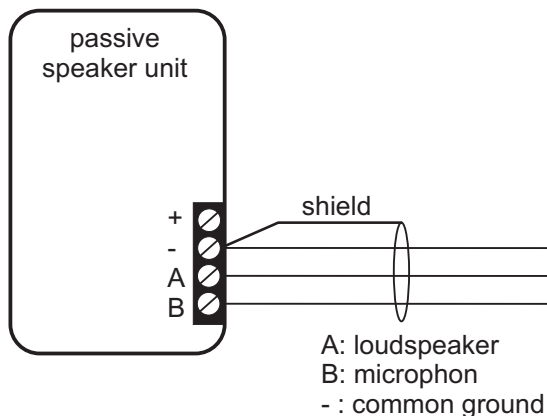 passive
speaker unit
shield
+
-
A
B
A: loudspeaker
B: microphon
- : common ground